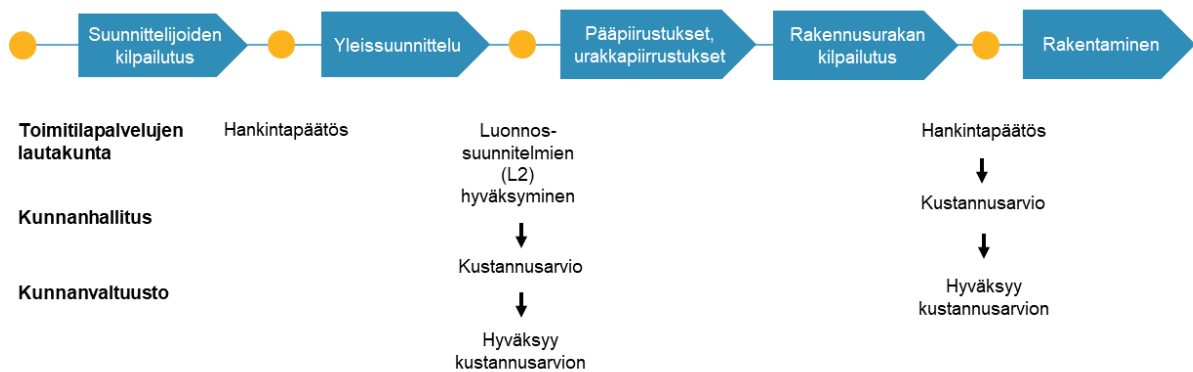 Suunnittelijoiden
kilpailutus
Yleissuunnittelu
Pääpiirustukset,
urakkapiirrustukset
Rakennusurakan
kilpailutus
Rakentaminen
Toimitilapalvelujen
lautakunta
Hankintapäätös
Luonnos-
suunnitelmien
(L2)
hyväksyminen
Hankintapäätös
Kunnanhallitus
Kustannusarvio
Kustannusarvio
Kunnanvaltuusto
Hyväksyy
kustannusarvion
Hyväksyy
kustannusarvion